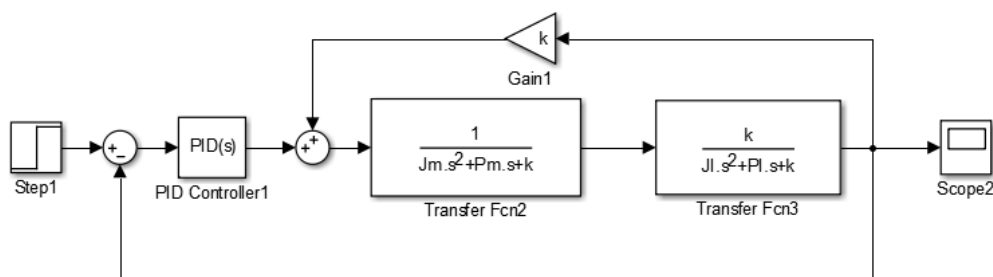 k
Gain1
Step1
+
−
PID(s)
PID Controller1
+
+
1
Jm.s²+Pm.s+k
Transfer Fcn2
k
Jl.s²+Pl.s+k
Transfer Fcn3
Scope2